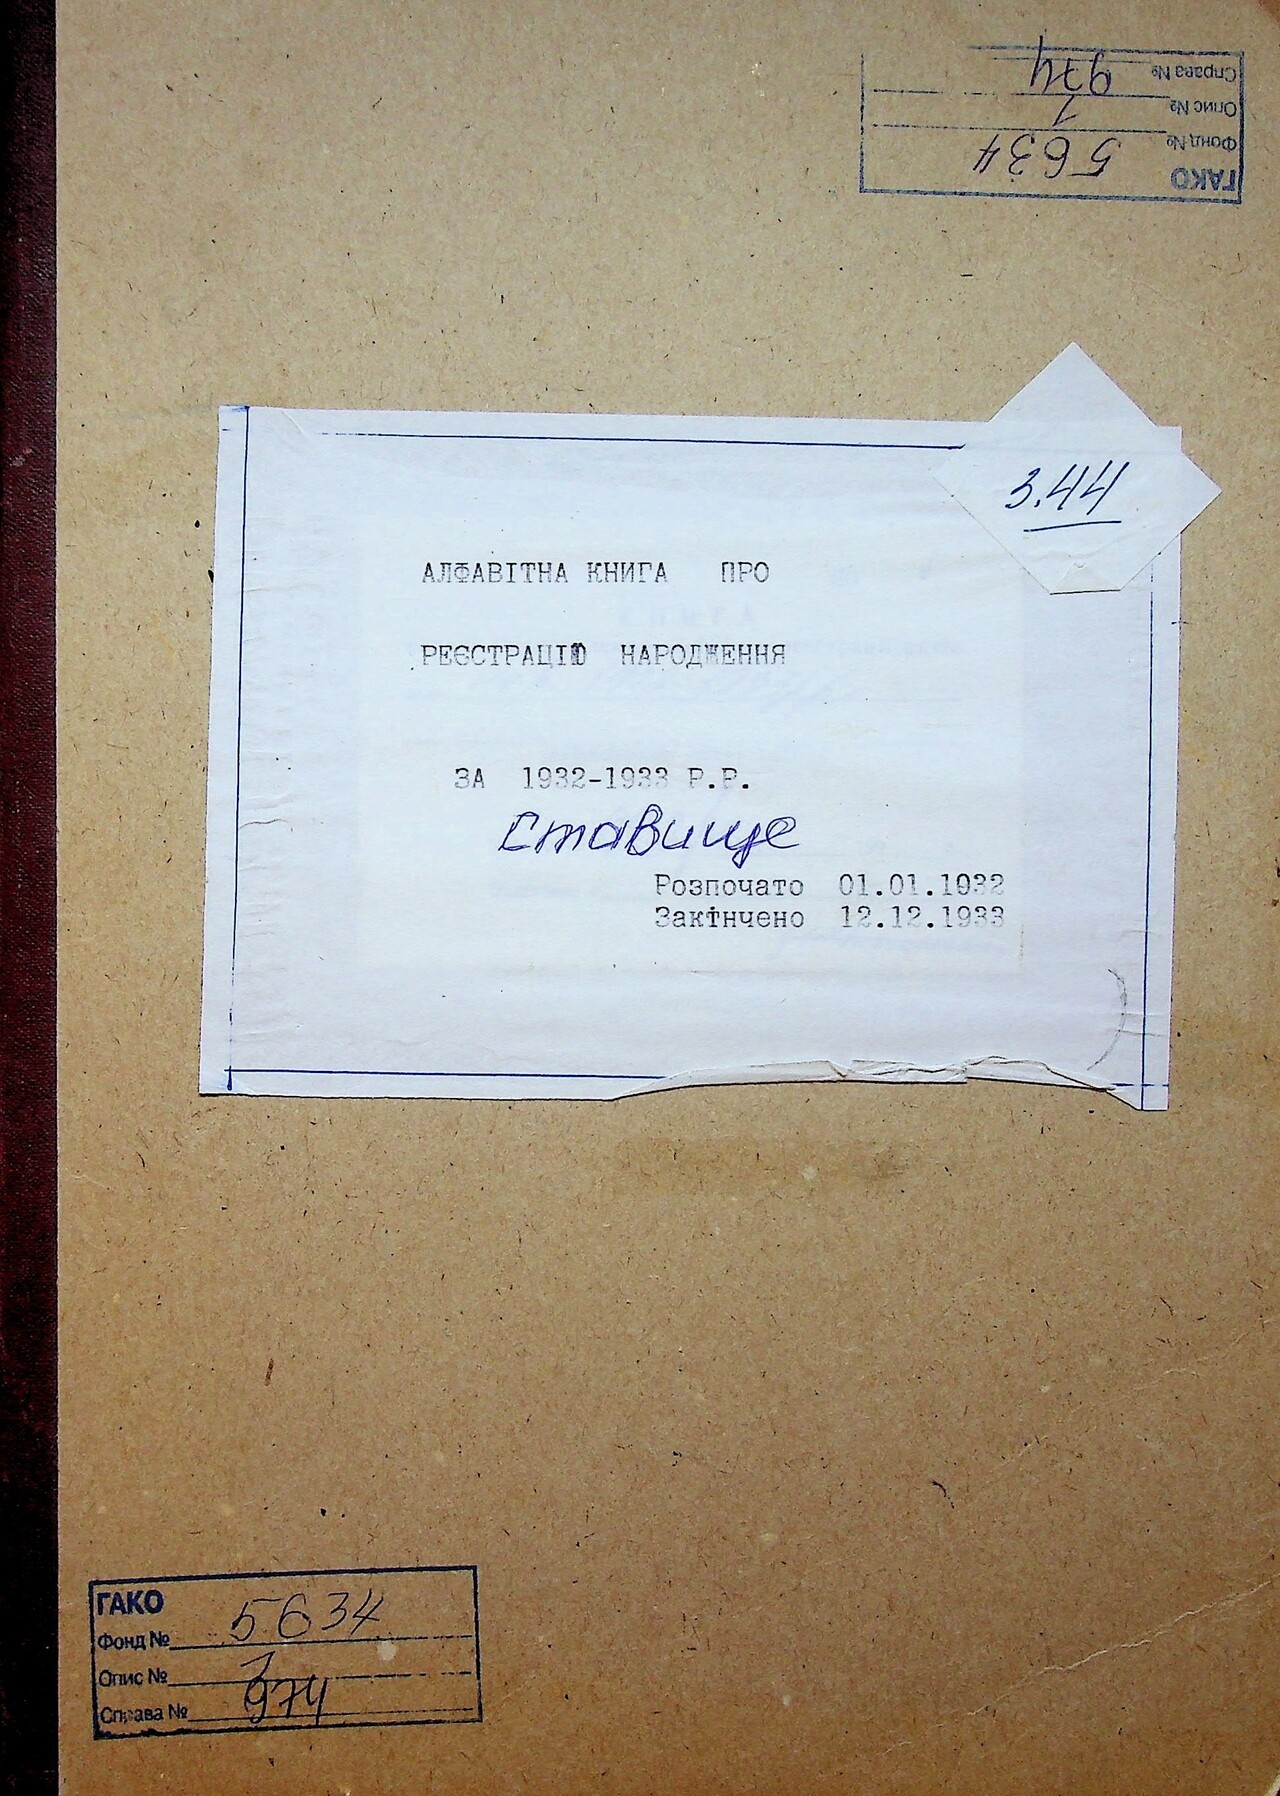 ГАКО
Фонд № 5634
Опис № 1
Справа № 974
3.44
АЛФАВІТНА КНИГА ПРО
РЕЄСТРАЦІЮ НАРОДЖЕННЯ
ЗА 1932-1933 Р.Р.
Ставище
Розпочато 01.01.1932
Закінчено 12.12.1933
ГАКО
Фонд № 5634
Опис № 1
Справа № 974